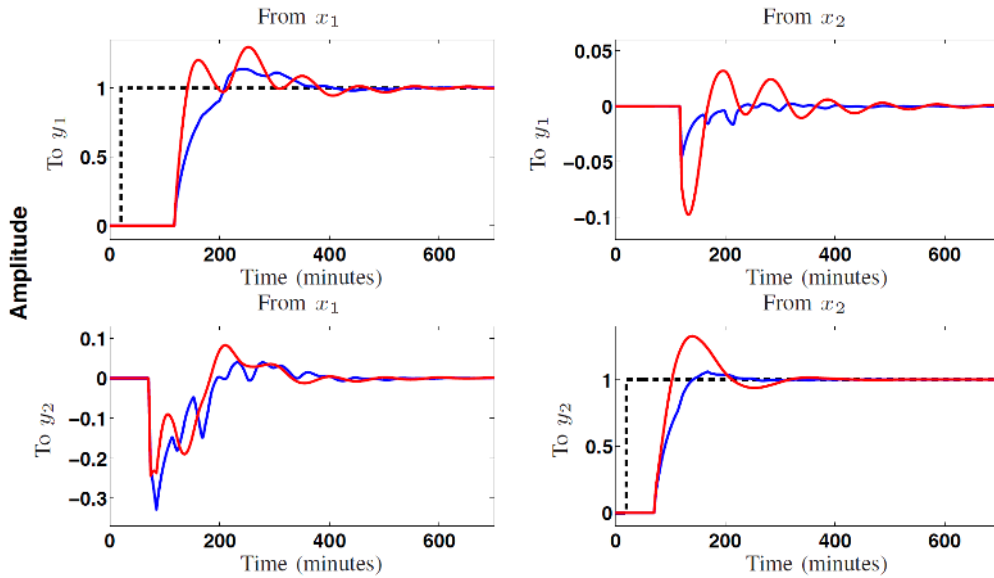 From x₁
From x₂
Amplitude
To y₁
1
0.5
0
0
200
400
600
Time (minutes)
To y₁
0.05
0
−0.05
−0.1
0
200
400
600
Time (minutes)
From x₁
From x₂
To y₂
0.1
0
−0.1
−0.2
−0.3
0
200
400
600
Time (minutes)
To y₂
1
0.5
0
0
200
400
600
Time (minutes)